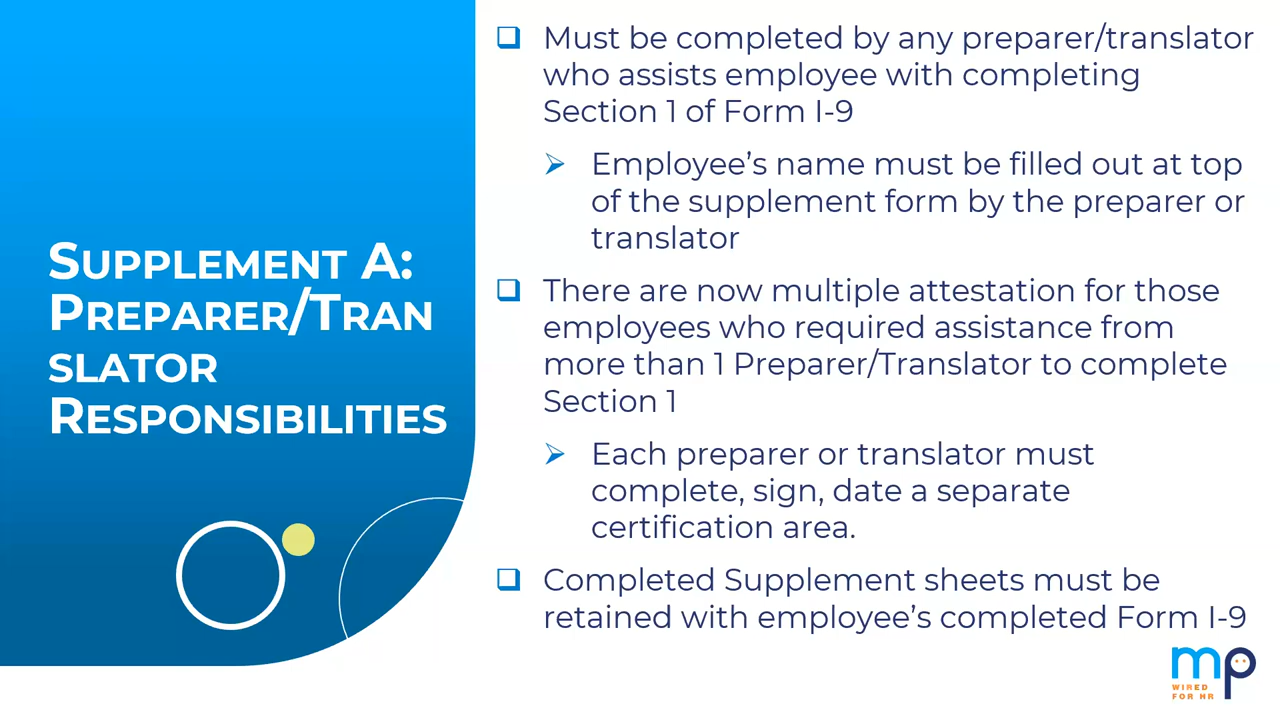 SUPPLEMENT A:
PREPARER/TRAN
SLATOR
RESPONSIBILITIES
Must be completed by any preparer/translator
who assists employee with completing
Section 1 of Form I-9
Employee's name must be filled out at top
of the supplement form by the preparer or
translator
There are now multiple attestation for those
employees who required assistance from
more than 1 Preparer/Translator to complete
Section 1
Each preparer or translator must
complete, sign, date a separate
certification area.
Completed Supplement sheets must be
retained with employee's completed Form I-9
mp
WIRED
FOR HR